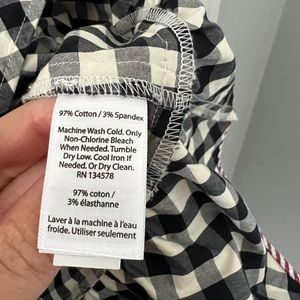 97% Cotton / 3% Spandex
Machine Wash Cold. Only
Non-Chlorine Bleach
When Needed. Tumble
Dry Low. Cool Iron If
Needed. Or Dry Clean.
RN 134578
97% coton /
3% élasthanne
Laver à la machine à l'eau
froide. Utiliser seulement